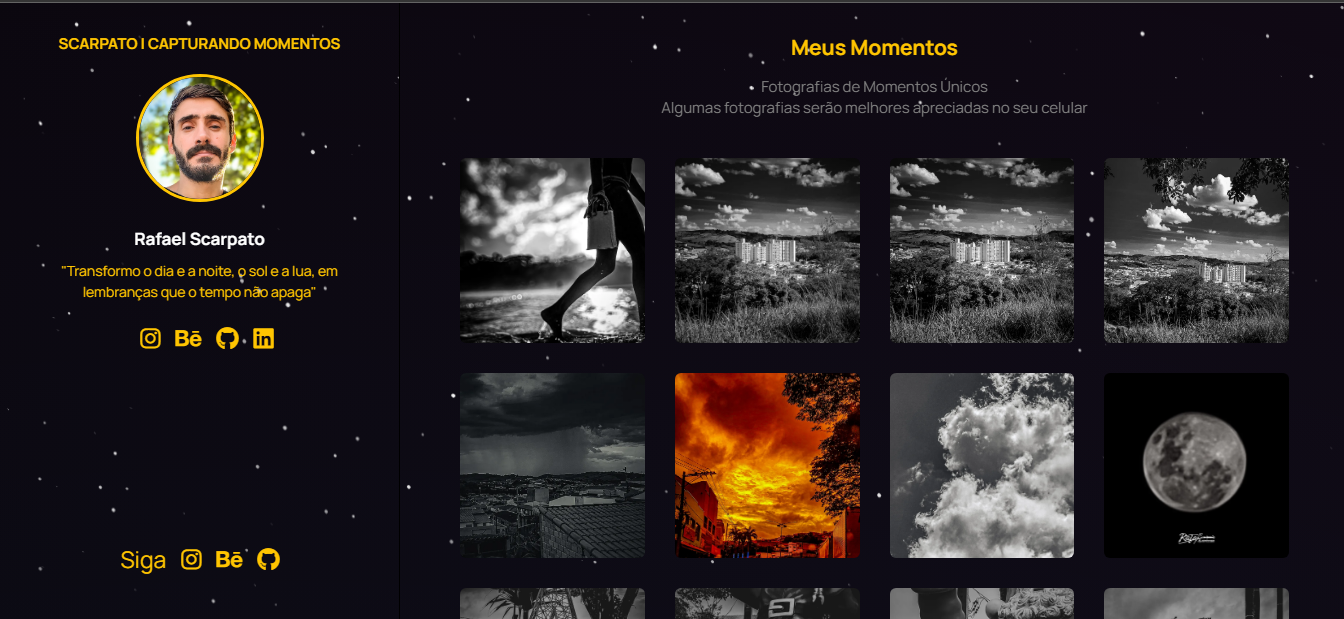 SCARPATO I CAPTURANDO MOMENTOS
Rafael Scarpato
"Transformo o dia e a noite, o sol e a lua, em
lembranças que o tempo não apaga"
Bē
Siga
Bē
Meus Momentos
Fotografias de Momentos Únicos
Algumas fotografias serão melhores apreciadas no seu celular